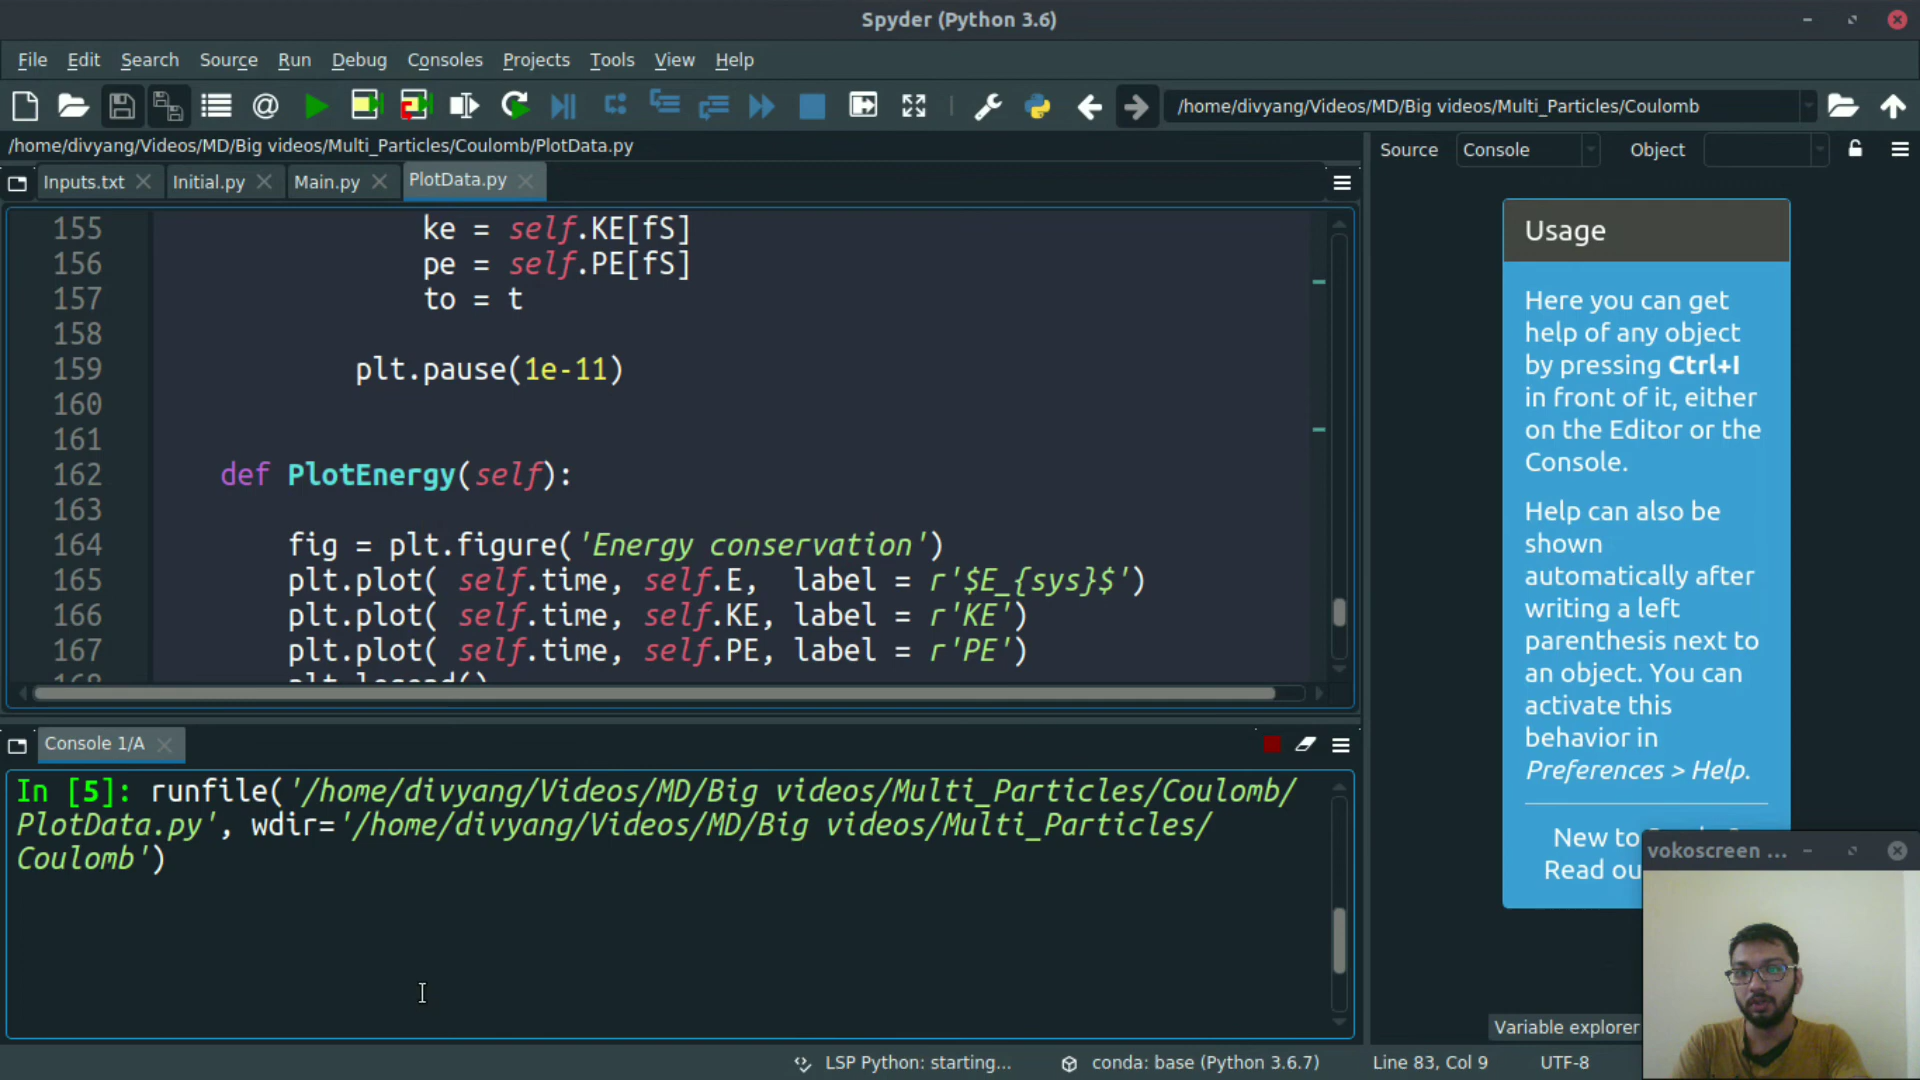 Spyder (Python 3.6)
File Edit Search Source Run Debug Consoles Projects Tools View Help
/home/divyang/Videos/MD/Big videos/Multi_Particles/Coulomb
/home/divyang/Videos/MD/Big videos/Multi_Particles/Coulomb/PlotData.py
Source Console Object
Inputs.txt Initial.py Main.py PlotData.py
155 ke = self.KE[fS]
156 pe = self.PE[fS]
157 to = t
158
159 plt.pause(1e-11)
160
161
162 def PlotEnergy(self):
163
164 fig = plt.figure('Energy conservation')
165 plt.plot( self.time, self.E, label = r'$E_{sys}$')
166 plt.plot( self.time, self.KE, label = r'KE')
167 plt.plot( self.time, self.PE, label = r'PE')
168 plt.legend()
Usage
Here you can get
help of any object
by pressing Ctrl+I
in front of it, either
on the Editor or the
Console.
Help can also be
shown
automatically after
writing a left
parenthesis next to
an object. You can
activate this
behavior in
Preferences > Help.
New to
Read ou
Console 1/A
In [5]: runfile('/home/divyang/Videos/MD/Big videos/Multi_Particles/Coulomb/
PlotData.py', wdir='/home/divyang/Videos/MD/Big videos/Multi_Particles/
Coulomb')
vokoscreen ...
Variable explorer
LSP Python: starting... conda: base (Python 3.6.7) Line 83, Col 9 UTF-8